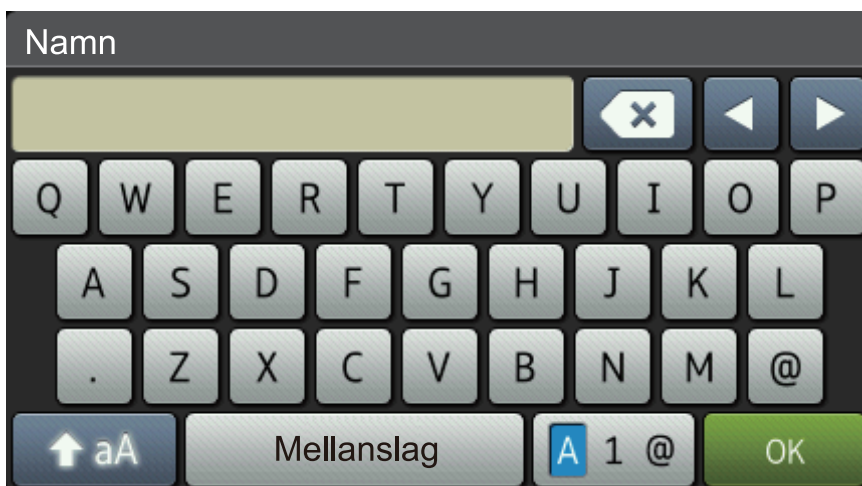 Namn
Q W E R T Y U I O P
A S D F G H J K L
. Z X C V B N M @
aA Mellanslag A 1 @ OK